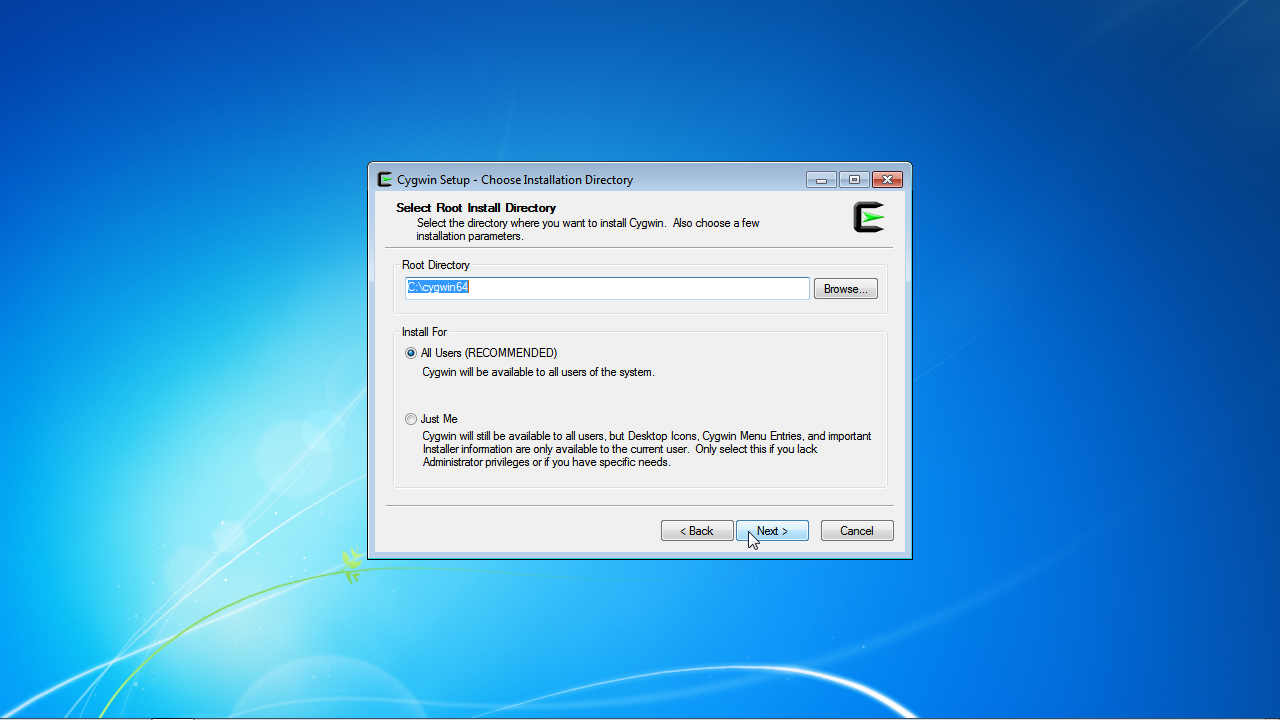 Cygwin Setup - Choose Installation Directory
Select Root Install Directory
Select the directory where you want to install Cygwin. Also choose a few
installation parameters.
Root Directory
C:\cygwin64
Browse...
Install For
All Users (RECOMMENDED)
Cygwin will be available to all users of the system.
Just Me
Cygwin will still be available to all users, but Desktop Icons, Cygwin Menu Entries, and important
Installer information are only available to the current user. Only select this if you lack
Administrator privileges or if you have specific needs.
< Back
Next >
Cancel